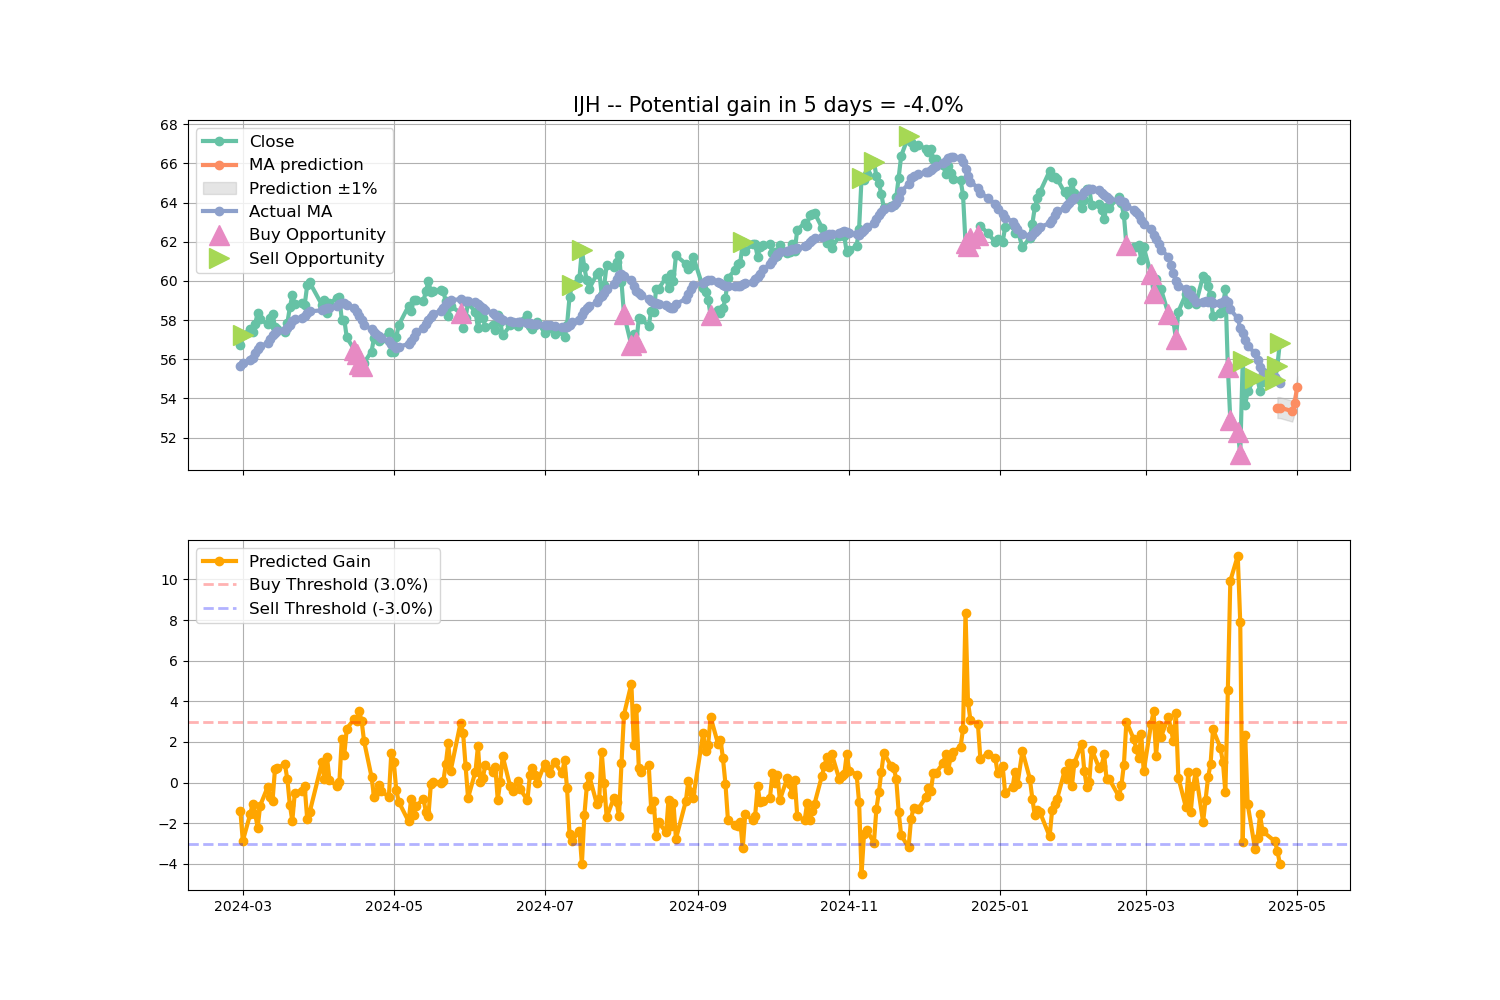 IJH -- Potential gain in 5 days = -4.0%
68
66
64
62
60
58
56
54
52
Close
MA prediction
Prediction ±1%
Actual MA
Buy Opportunity
Sell Opportunity
10
8
6
4
2
0
−2
−4
Predicted Gain
Buy Threshold (3.0%)
Sell Threshold (-3.0%)
2024-03 2024-05 2024-07 2024-09 2024-11 2025-01 2025-03 2025-05